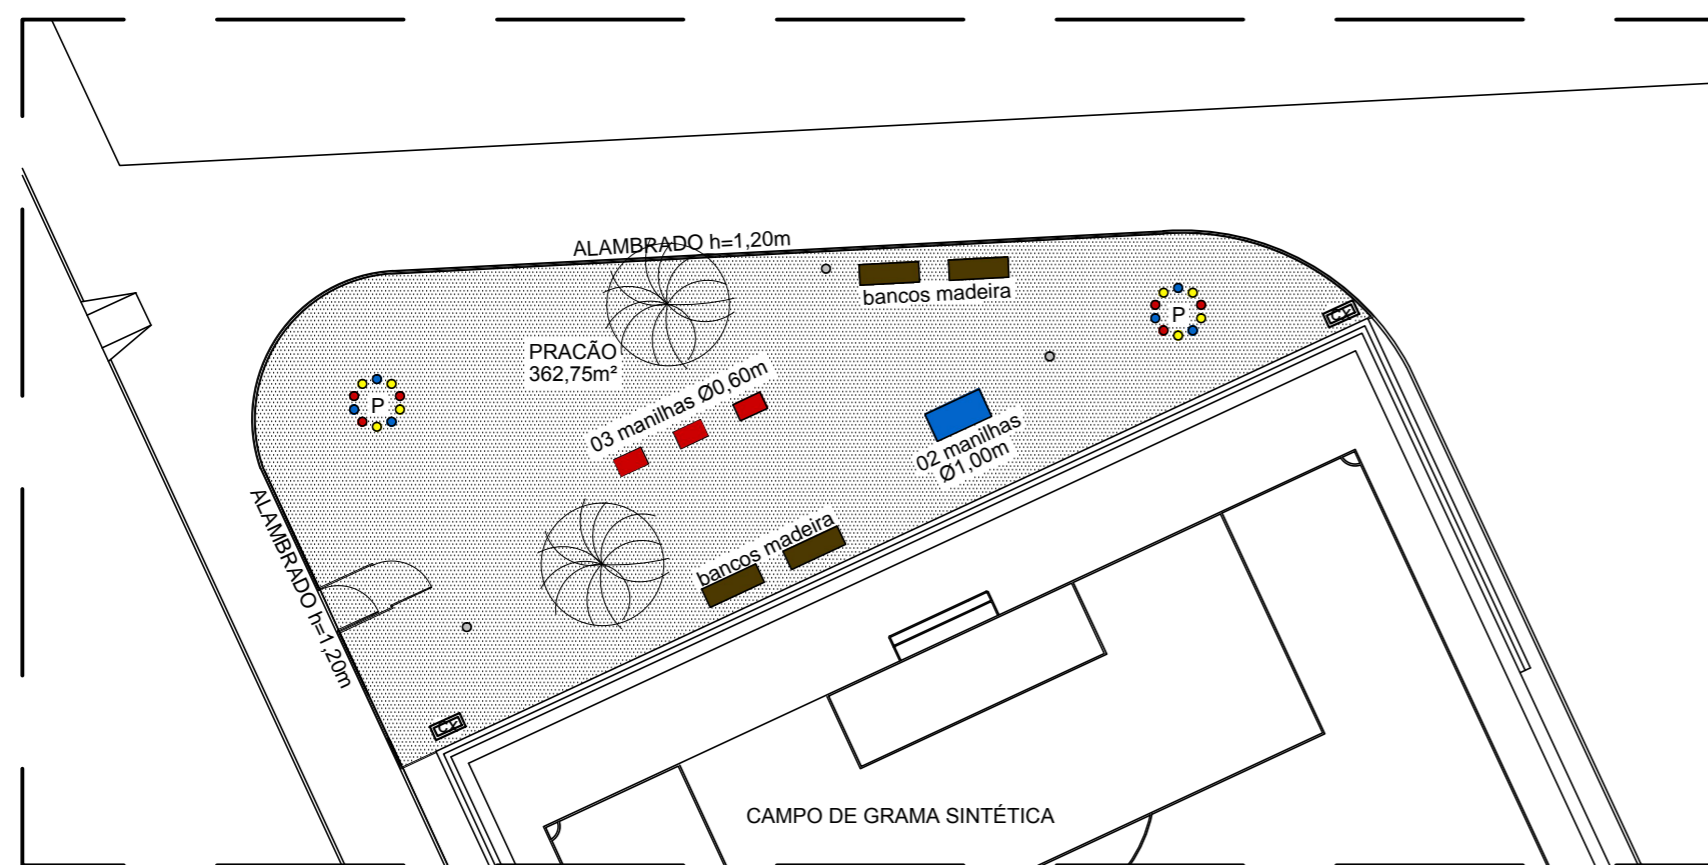 ALAMBRADO h=1,20m
bancos madeira
P
PRACÃO
362,75m²
03 manilhas Ø0,60m
P
02 manilhas
Ø1,00m
ALAMBRADO h=1,20m
bancos madeira
CAMPO DE GRAMA SINTÉTICA